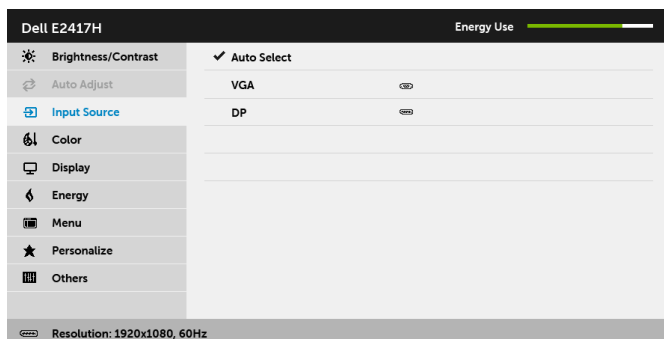 Dell E2417H Energy Use
Brightness/Contrast Auto Select
Auto Adjust VGA
Input Source DP
Color
Display
Energy
Menu
Personalize
Others
Resolution: 1920x1080, 60Hz